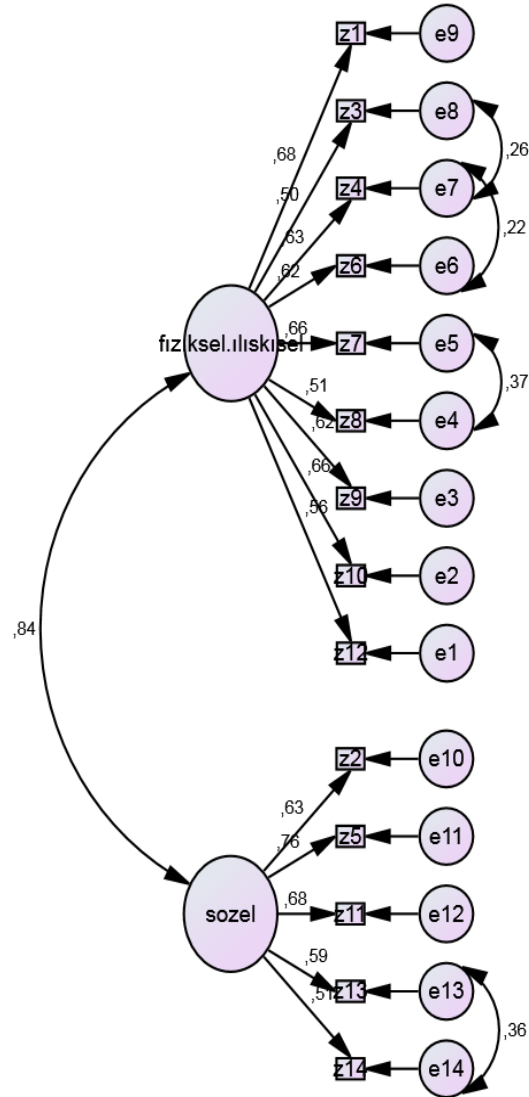 z1
e9
z3
e8
,26
,68
,50
z4
e7
,22
,63
z6
e6
,62
fızıksel.ılıskısel
,66
z7
e5
,37
,51
z8
e4
,62
z9
e3
,66
,56
z10
e2
z12
e1
,84
z2
e10
,63
z5
e11
,76
sozel
,68
z11
e12
,59
z13
e13
,51
,36
z14
e14